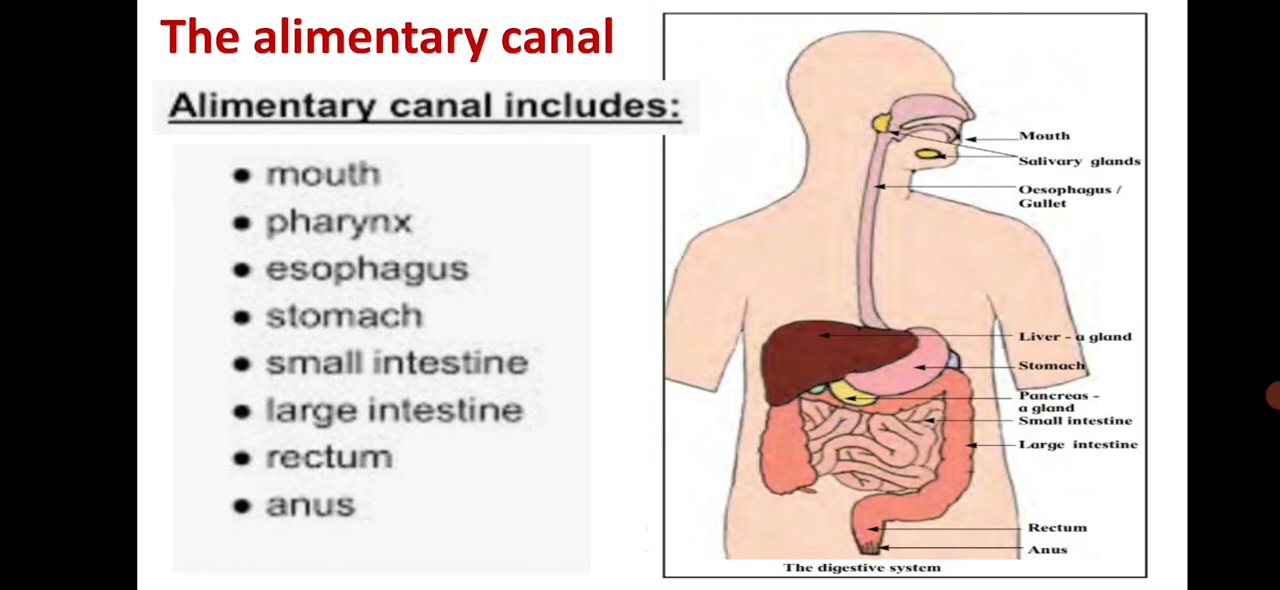 The alimentary canal
Alimentary canal includes:
• mouth
• pharynx
• esophagus
• stomach
• small intestine
• large intestine
• rectum
• anus
Mouth
Salivary glands
Oesophagus /
Gullet
Liver - a gland
Stomach
Pancreas -
a gland
Small intestine
Large intestine
Rectum
Anus
The digestive system